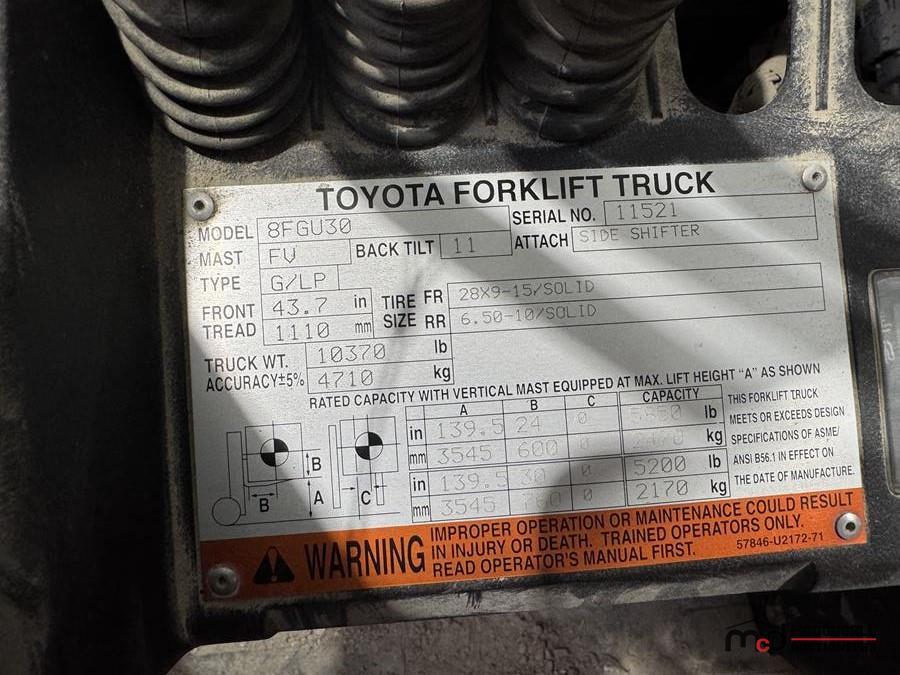 TOYOTA FORKLIFT TRUCK
MODEL 8FGU30 SERIAL NO. 11521
MAST FV BACK TILT 11 ATTACH SIDE SHIFTER
TYPE G/LP
FRONT TREAD 43.7 in TIRE SIZE FR 28X9-15/SOLID
1110 mm RR 6.50-10/SOLID
TRUCK WT. 10370 lb
ACCURACY±5% 4710 kg
RATED CAPACITY WITH VERTICAL MAST EQUIPPED AT MAX. LIFT HEIGHT "A" AS SHOWN
A B C CAPACITY
in 139.5 24 0 lb
mm 3545 600 0 kg
in 139.5 30 0 5200 lb
mm 3545 760 0 2170 kg
B
B A C
THIS FORKLIFT TRUCK
MEETS OR EXCEEDS DESIGN
SPECIFICATIONS OF ASME/
ANSI B56.1 IN EFFECT ON
THE DATE OF MANUFACTURE.
WARNING
IMPROPER OPERATION OR MAINTENANCE COULD RESULT
IN INJURY OR DEATH. TRAINED OPERATORS ONLY.
READ OPERATOR'S MANUAL FIRST.
57846-U2172-71
mcd